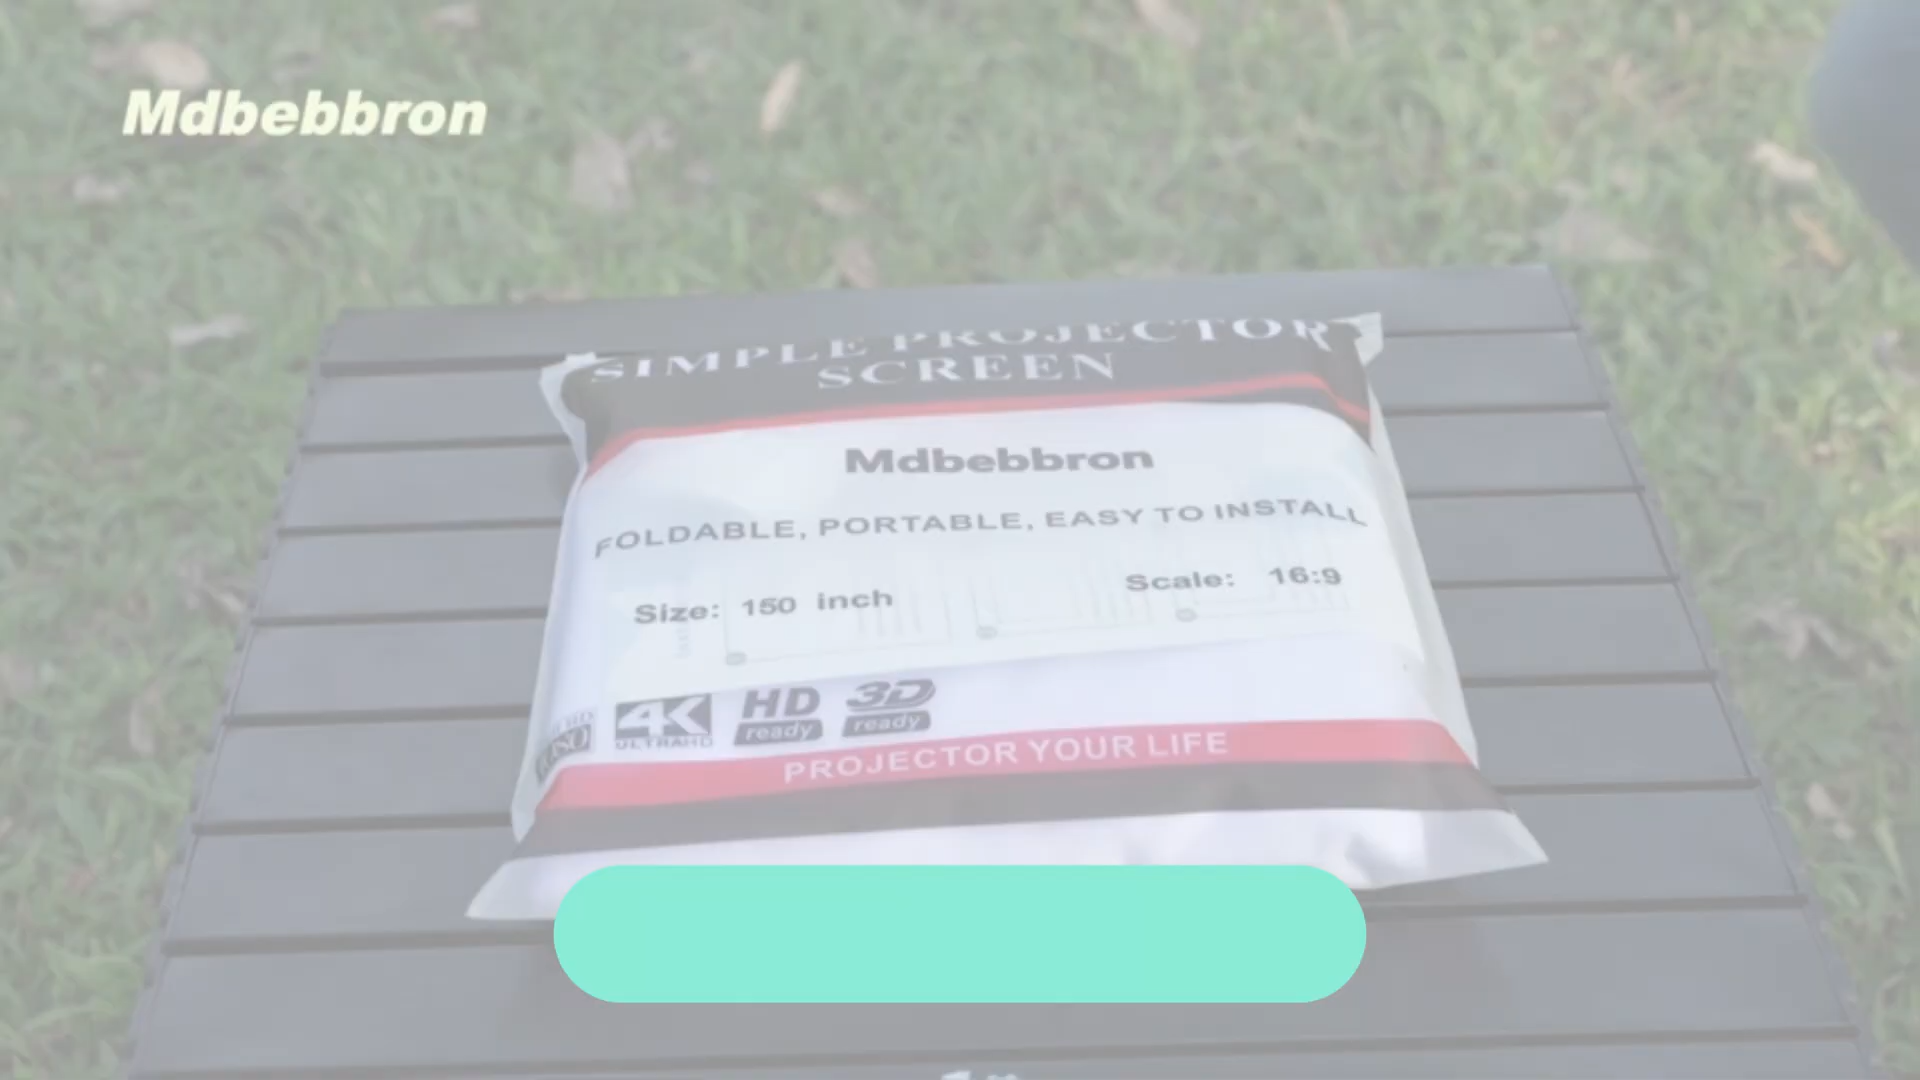 Mdbebbron
SIMPLE PROJECTOR
SCREEN
Mdbebbron
FOLDABLE, PORTABLE, EASY TO INSTALL
Size: 150 inch
Scale: 16:9
4K
ULTRAHD
HD
ready
3D
ready
PROJECTOR YOUR LIFE